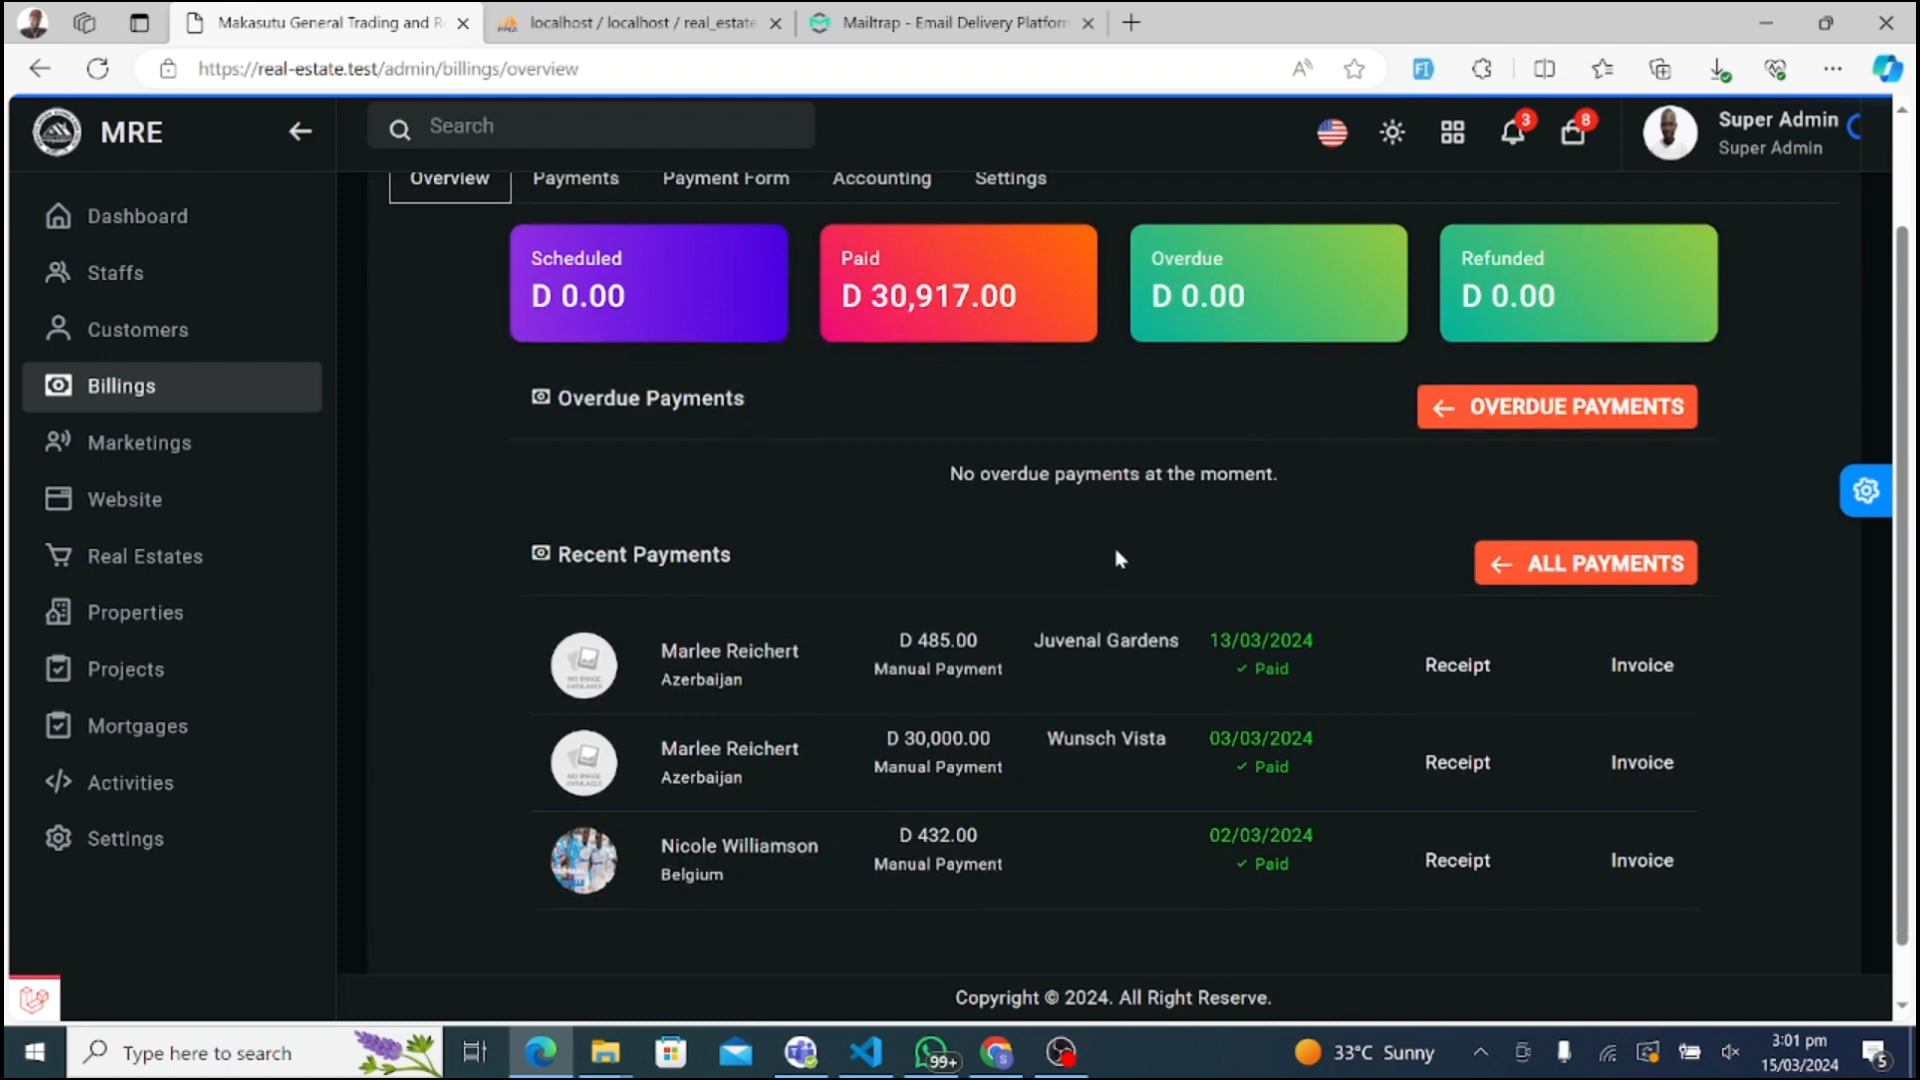 Makasutu General Trading and R
localhost / localhost / real_estate
Mailtrap - Email Delivery Platform
https://real-estate.test/admin/billings/overview
MRE
Search
3
8
Super Admin
Super Admin
Overview
Payments
Payment Form
Accounting
Settings
Dashboard
Staffs
Customers
Billings
Marketings
Website
Real Estates
Properties
Projects
Mortgages
Activities
Settings
Scheduled
D 0.00
Paid
D 30,917.00
Overdue
D 0.00
Refunded
D 0.00
Overdue Payments
OVERDUE PAYMENTS
No overdue payments at the moment.
Recent Payments
ALL PAYMENTS
Marlee Reichert
Azerbaijan
D 485.00
Manual Payment
Juvenal Gardens
13/03/2024
Paid
Receipt
Invoice
Marlee Reichert
Azerbaijan
D 30,000.00
Manual Payment
Wunsch Vista
03/03/2024
Paid
Receipt
Invoice
Nicole Williamson
Belgium
D 432.00
Manual Payment
02/03/2024
Paid
Receipt
Invoice
Copyright © 2024. All Right Reserve.
Type here to search
99+
33°C Sunny
3:01 pm
15/03/2024
5